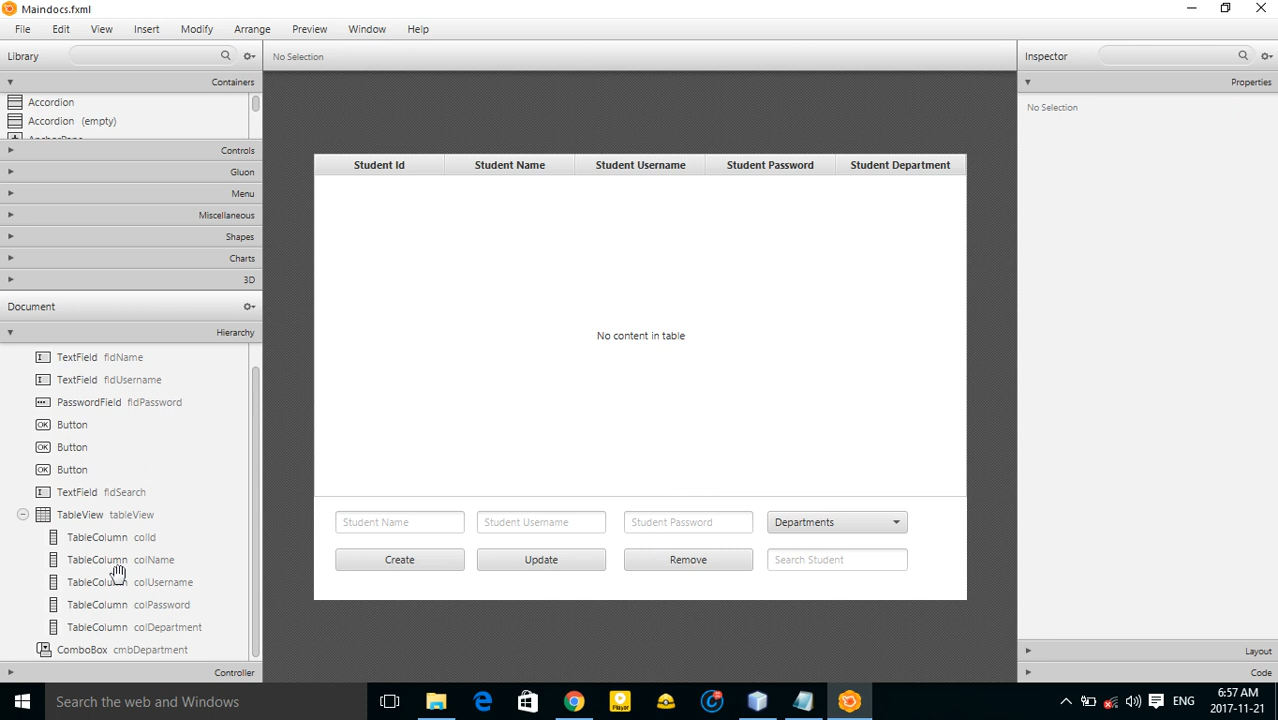 Maindocs.fxml
File Edit View Insert Modify Arrange Preview Window Help
Library
No Selection
Inspector
Containers
Properties
Accordion
No Selection
Accordion (empty)
AnchorPane
Controls
Gluon
Menu
Miscellaneous
Shapes
Charts
3D
Document
Hierarchy
TextField fldName
TextField fldUsername
PasswordField fldPassword
Button
Button
Button
TextField fldSearch
TableView tableView
TableColumn colId
TableColumn colName
TableColumn colUsername
TableColumn colPassword
TableColumn colDepartment
ComboBox cmbDepartment
Controller
Student Id Student Name Student Username Student Password Student Department
No content in table
Student Name Student Username Student Password Departments
Create Update Remove Search Student
Layout
Code
Search the web and Windows
Player
ENG
6:57 AM
2017-11-21